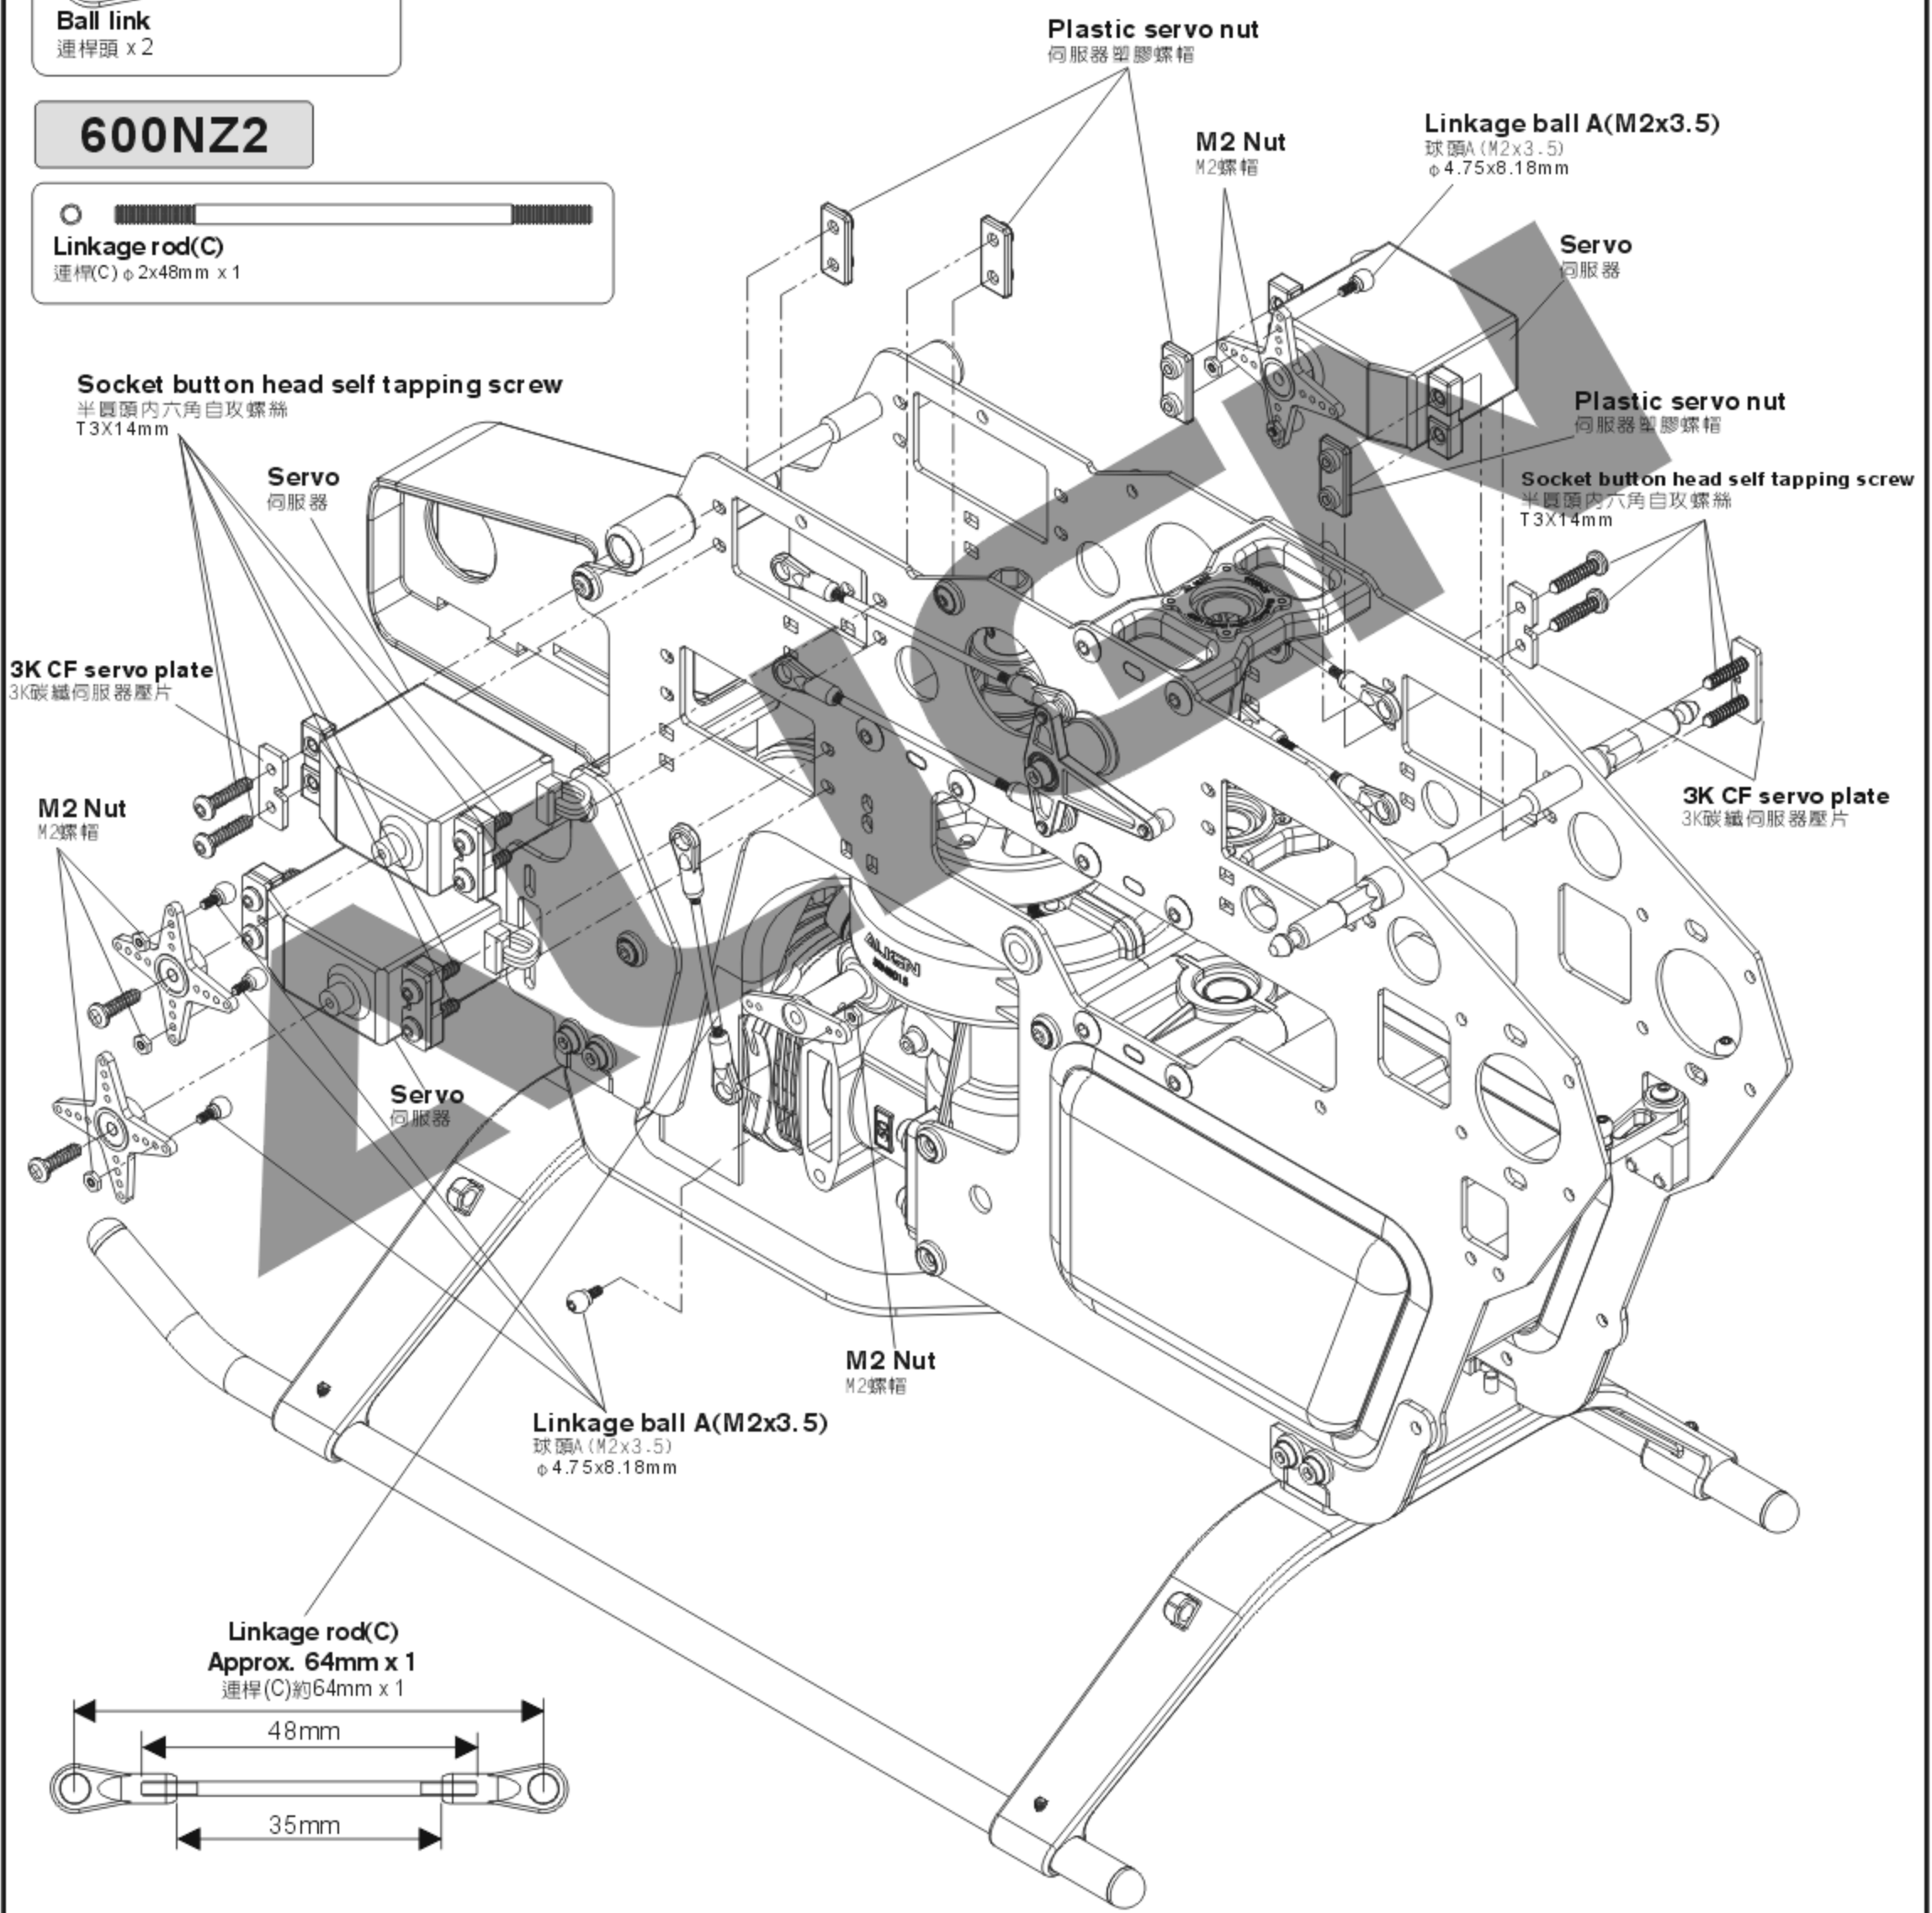 Ball link
連桿頭 x 2
600NZ2
Linkage rod(C)
連桿(C) ϕ 2x48mm x 1
Plastic servo nut
伺服器塑膠螺帽
M2 Nut
M2螺帽
Linkage ball A(M2x3.5)
球頭A(M2x3.5)
ϕ 4.75x8.18mm
Servo
伺服器
Plastic servo nut
伺服器塑膠螺帽
Socket button head self tapping screw
半圓頭內六角自攻螺絲
T3X14mm
Socket button head self tapping screw
半圓頭內六角自攻螺絲
T3X14mm
Servo
伺服器
3K CF servo plate
3K碳纖伺服器壓片
M2 Nut
M2螺帽
3K CF servo plate
3K碳纖伺服器壓片
ALIGN
Servo
伺服器
M2 Nut
M2螺帽
Linkage ball A(M2x3.5)
球頭A(M2x3.5)
ϕ 4.75x8.18mm
Linkage rod(C)
Approx. 64mm x 1
連桿(C)約64mm x 1
48mm
35mm